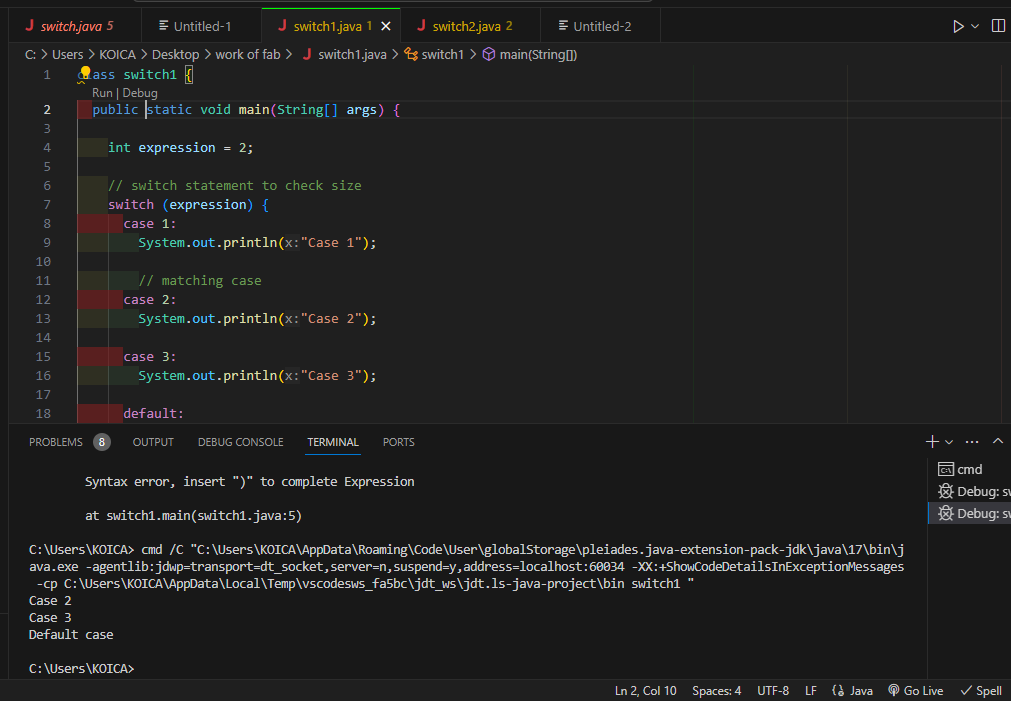 switch.java 5 Untitled-1 switch1.java 1 switch2.java 2 Untitled-2
C: > Users > KOICA > Desktop > work of fab > switch1.java > switch1 > main(String[])
1 class switch1 {
Run | Debug
2 public static void main(String[] args) {
3
4 int expression = 2;
5
6 // switch statement to check size
7 switch (expression) {
8 case 1:
9 System.out.println(x:"Case 1");
10
11 // matching case
12 case 2:
13 System.out.println(x:"Case 2");
14
15 case 3:
16 System.out.println(x:"Case 3");
17
18 default:
PROBLEMS 8 OUTPUT DEBUG CONSOLE TERMINAL PORTS
Syntax error, insert ")" to complete Expression
cmd
Debug: sw
at switch1.main(switch1.java:5)
Debug: sw
C:\Users\KOICA> cmd /C "C:\Users\KOICA\AppData\Roaming\Code\User\globalStorage\pleiades.java-extension-pack-jdk\java\17\bin\j
ava.exe -agentlib:jdwp=transport=dt_socket,server=n,suspend=y,address=localhost:60034 -XX:+ShowCodeDetailsInExceptionMessages
-cp C:\Users\KOICA\AppData\Local\Temp\vscodesws_fa5bc\jdt_ws\jdt.ls-java-project\bin switch1 "
Case 2
Case 3
Default case
C:\Users\KOICA>
Ln 2, Col 10 Spaces: 4 UTF-8 LF Java Go Live Spell